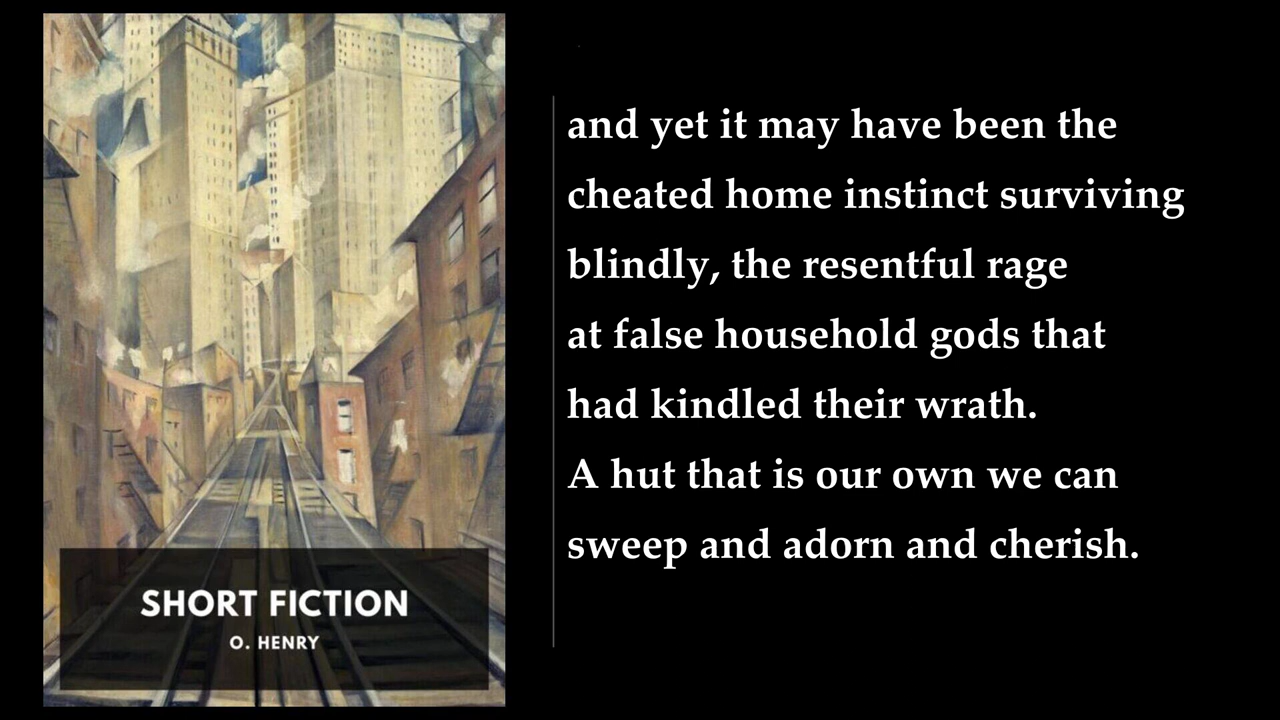 and yet it may have been the
cheated home instinct surviving
blindly, the resentful rage
at false household gods that
had kindled their wrath.
A hut that is our own we can
sweep and adorn and cherish.
SHORT FICTION
O. HENRY